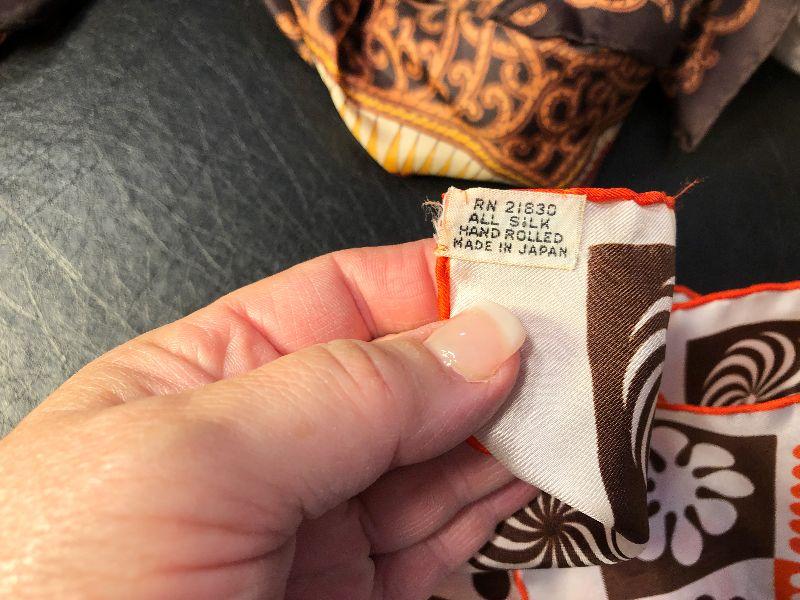 RN 21830
ALL SILK
HAND ROLLED
MADE IN JAPAN